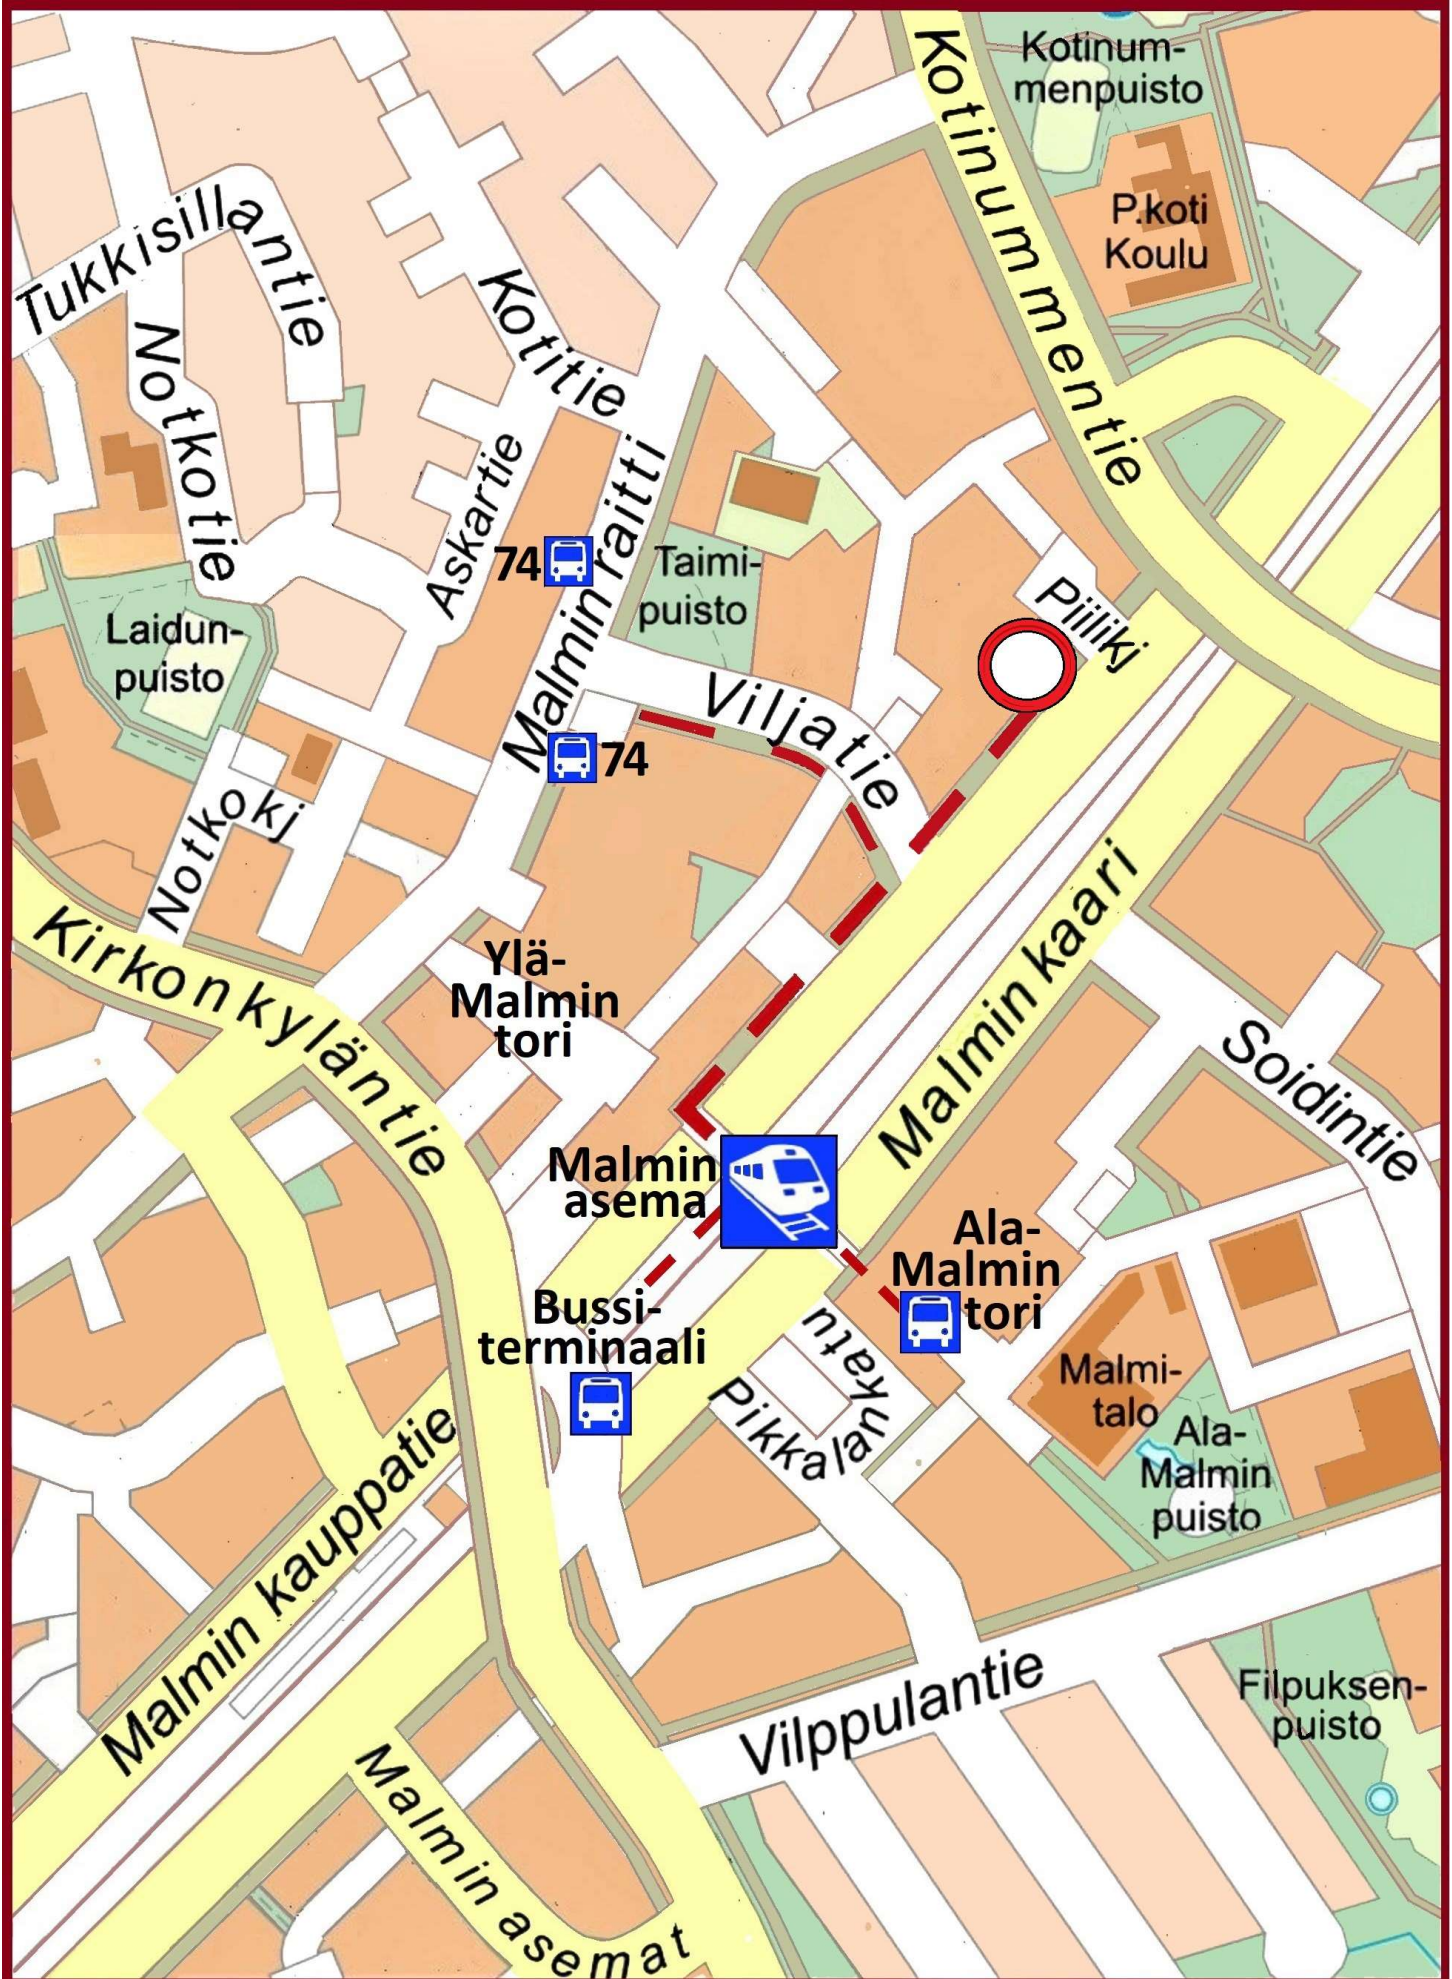 Kotinum-
menpuisto
Kotinummentie
P.koti
Koulu
Tukkisillantie
Kotitie
Notkotie
Askartie
Malmin raitti
74
Taimi-
puisto
Piilikj
Laidun-
puisto
Viljatie
74
Notkokj
Malmin kaari
Kirkonkyläntie
Ylä-
Malmin
tori
Soidintie
Malmin
asema
Ala-
Malmin
tori
Bussi-
terminaali
Pikkalankatu
Malmi-
talo
Ala-
Malmin
puisto
Malmin kauppatie
Vilppulantie
Filpuksen-
puisto
Malmin asemat